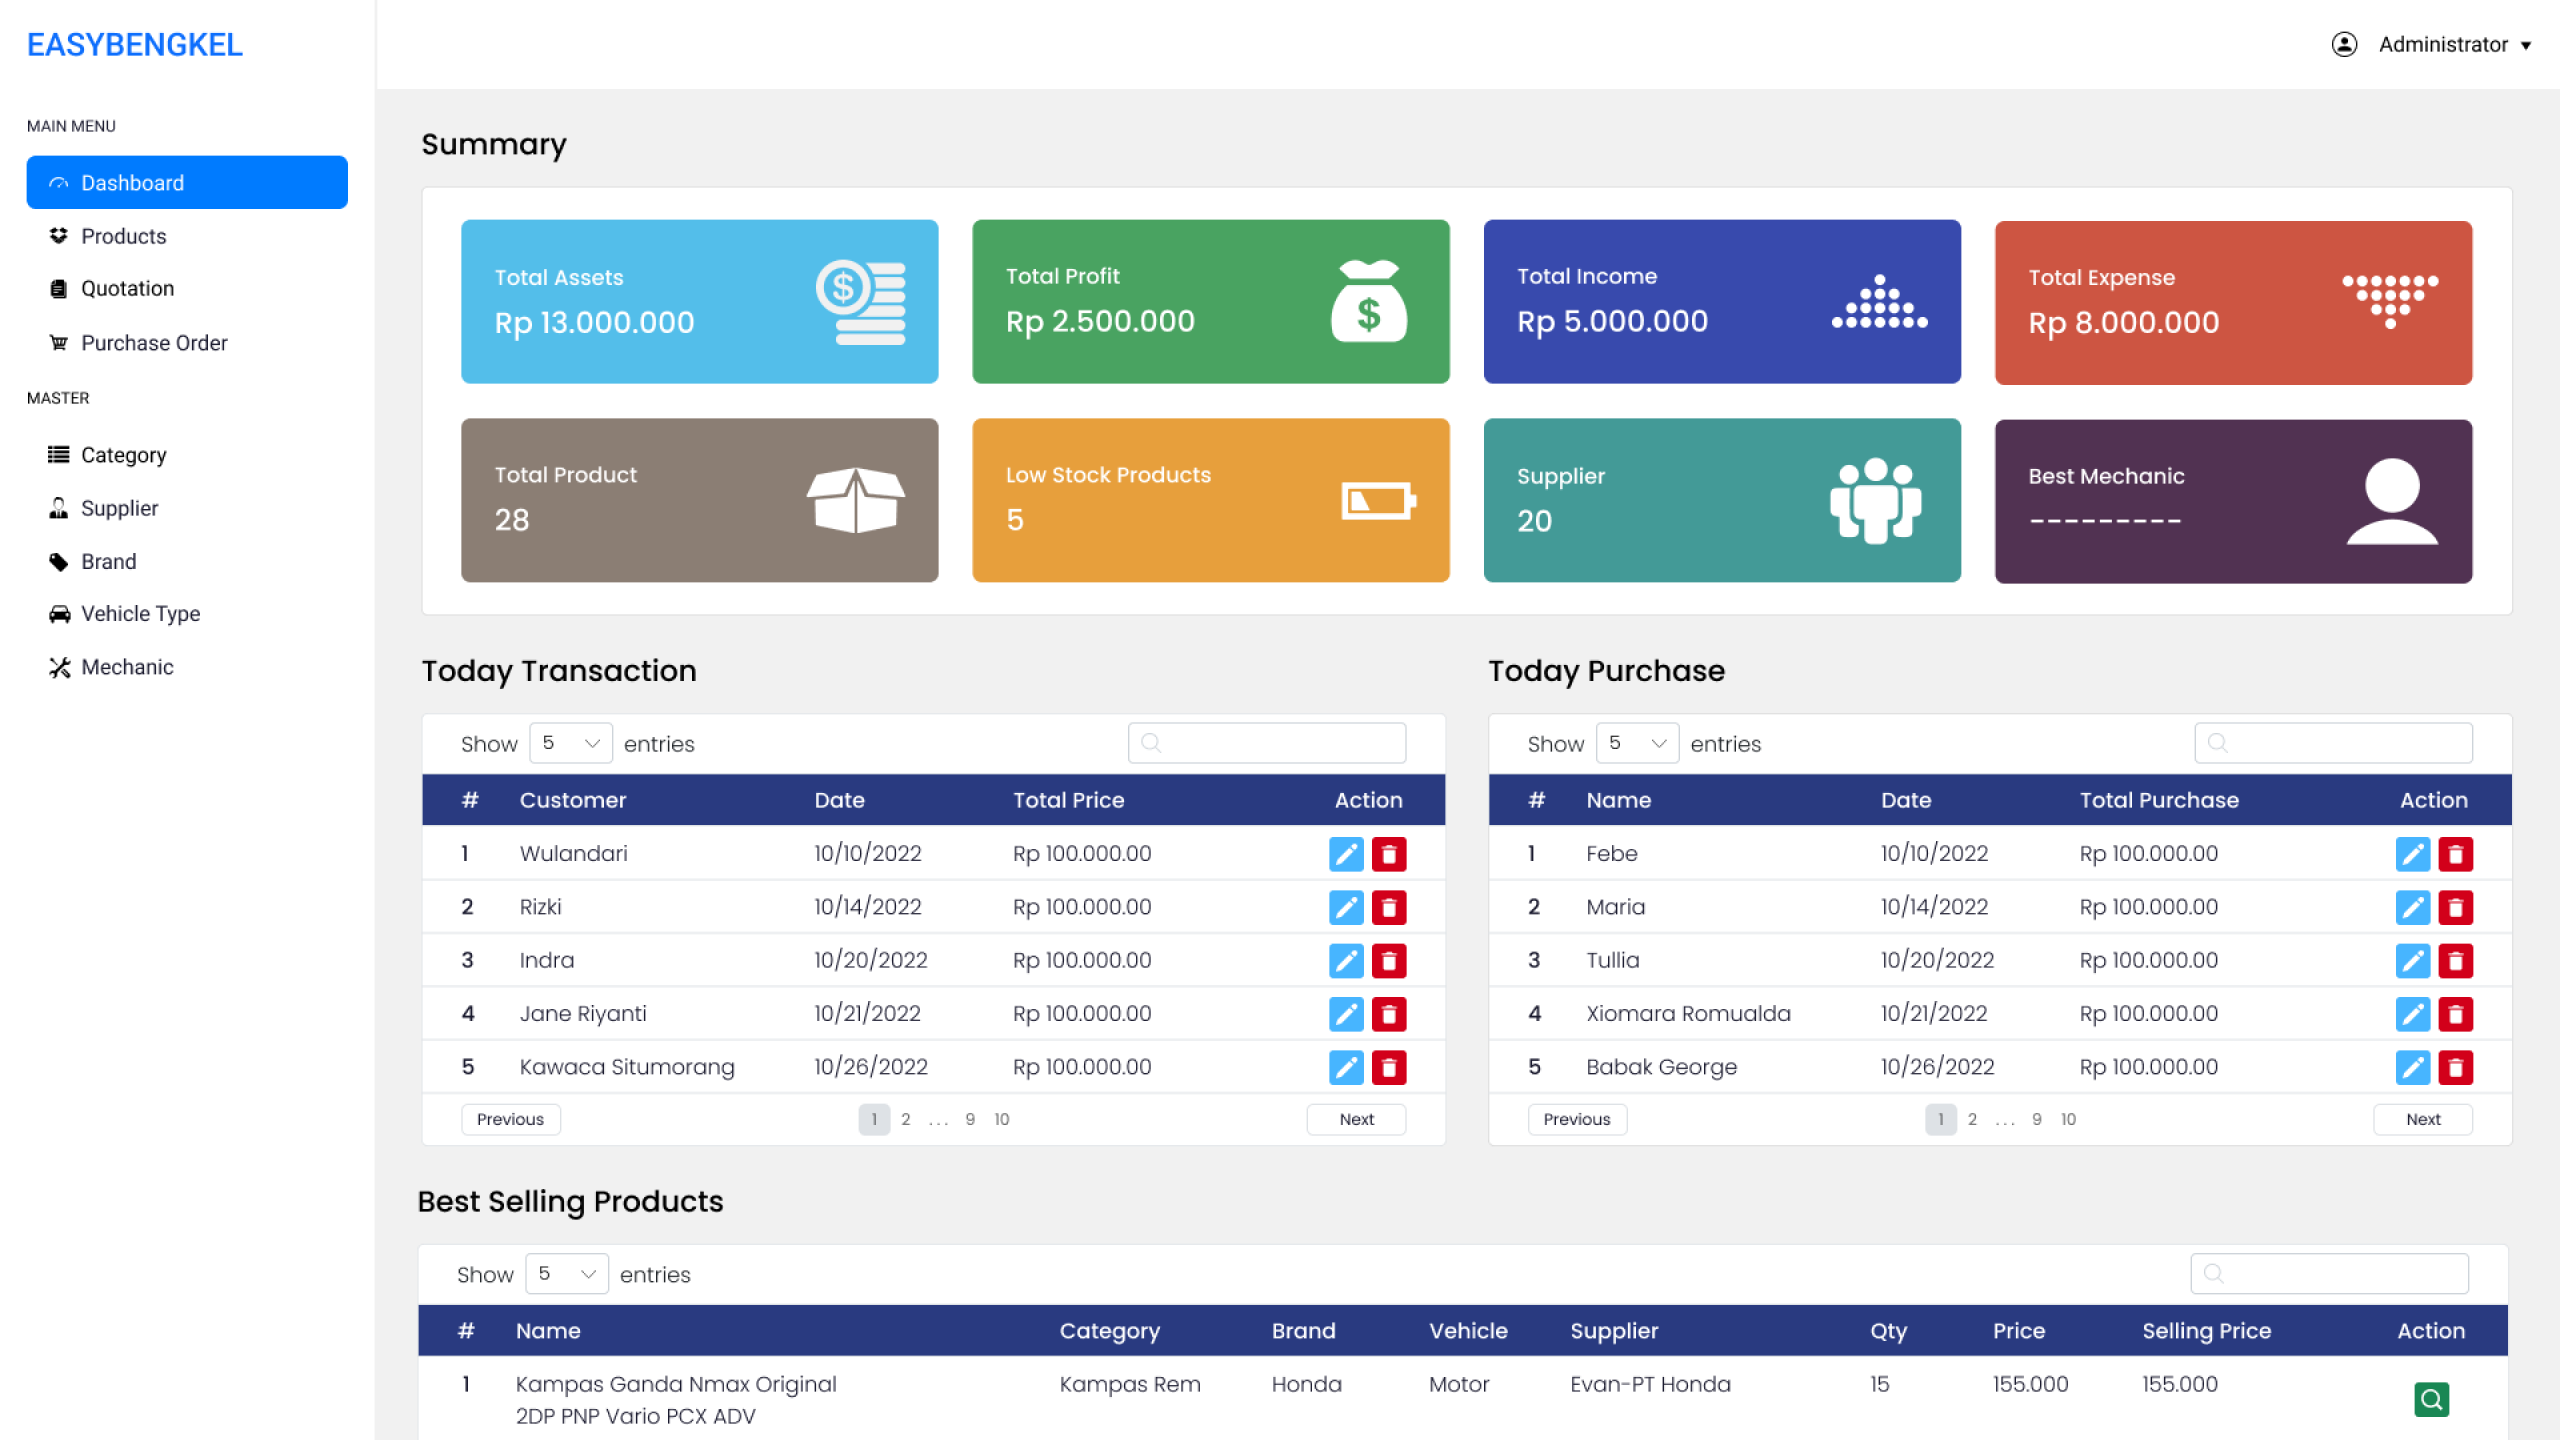 EASYBENGKEL
Administrator
MAIN MENU
Dashboard
Products
Quotation
Purchase Order
MASTER
Category
Supplier
Brand
Vehicle Type
Mechanic
Summary
Total Assets
Rp 13.000.000
Total Profit
Rp 2.500.000
Total Income
Rp 5.000.000
Total Expense
Rp 8.000.000
Total Product
28
Low Stock Products
5
Supplier
20
Best Mechanic
---------
Today Transaction
Show 5 entries
# Customer Date Total Price Action
1 Wulandari 10/10/2022 Rp 100.000.00
2 Rizki 10/14/2022 Rp 100.000.00
3 Indra 10/20/2022 Rp 100.000.00
4 Jane Riyanti 10/21/2022 Rp 100.000.00
5 Kawaca Situmorang 10/26/2022 Rp 100.000.00
Previous 1 2 ... 9 10 Next
Today Purchase
Show 5 entries
# Name Date Total Purchase Action
1 Febe 10/10/2022 Rp 100.000.00
2 Maria 10/14/2022 Rp 100.000.00
3 Tullia 10/20/2022 Rp 100.000.00
4 Xiomara Romualda 10/21/2022 Rp 100.000.00
5 Babak George 10/26/2022 Rp 100.000.00
Previous 1 2 ... 9 10 Next
Best Selling Products
Show 5 entries
# Name Category Brand Vehicle Supplier Qty Price Selling Price Action
1 Kampas Ganda Nmax Original Kampas Rem Honda Motor Evan-PT Honda 15 155.000 155.000
2DP PNP Vario PCX ADV